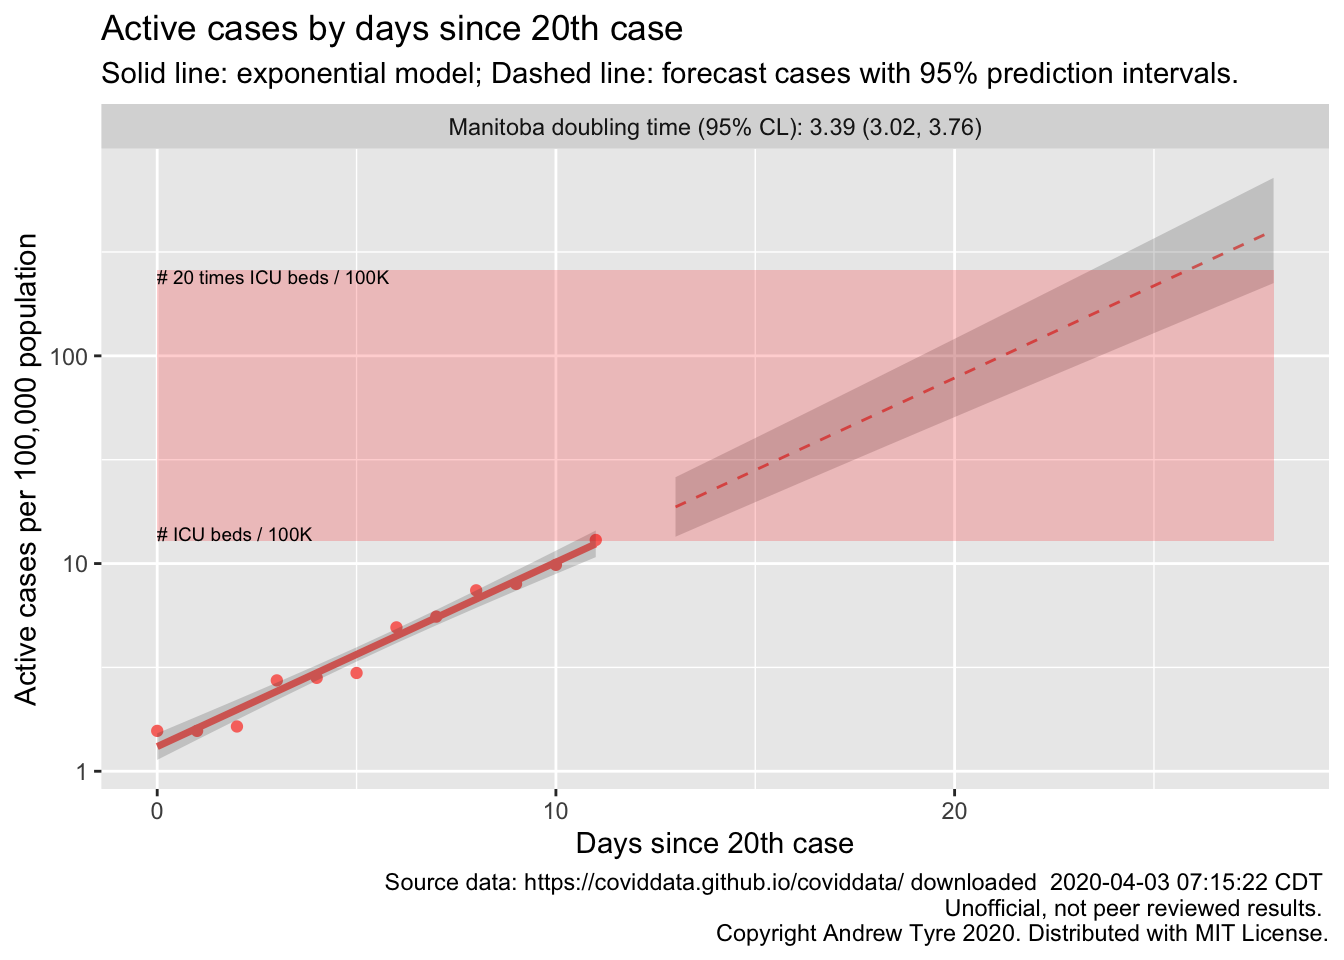 Active cases by days since 20th case
Solid line: exponential model; Dashed line: forecast cases with 95% prediction intervals.
Manitoba doubling time (95% CL): 3.39 (3.02, 3.76)
Active cases per 100,000 population
# 20 times ICU beds / 100K
100
# ICU beds / 100K
10
1
0
10
20
Days since 20th case
Source data: https://coviddata.github.io/coviddata/ downloaded  2020-04-03 07:15:22 CDT
Unofficial, not peer reviewed results.
Copyright Andrew Tyre 2020. Distributed with MIT License.